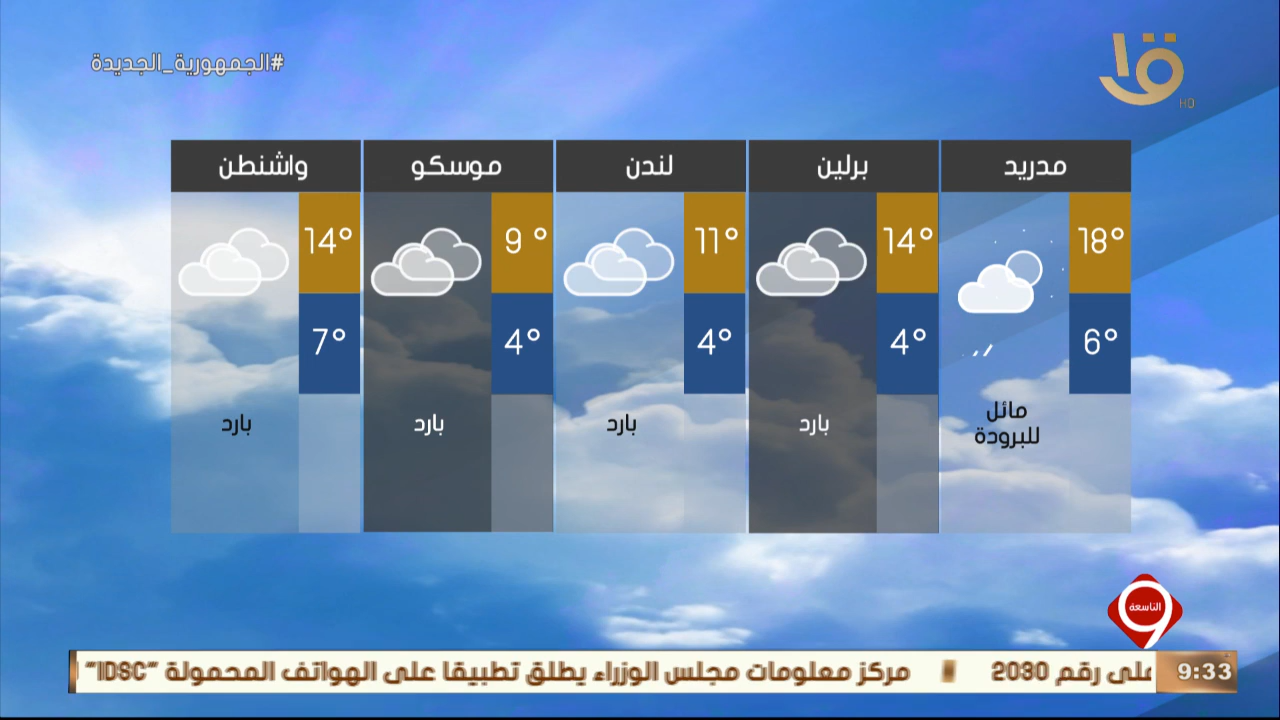 #الجمهورية_الجديدة
HD
مدريد
18°
6°
مائل
للبرودة
برلين
14°
4°
بارد
لندن
11°
4°
بارد
موسكو
9°
4°
بارد
واشنطن
14°
7°
بارد
التاسعة
9
9:33
على رقم 2030 مركز معلومات مجلس الوزراء يطلق تطبيقا على الهواتف المحمولة "IDSC"